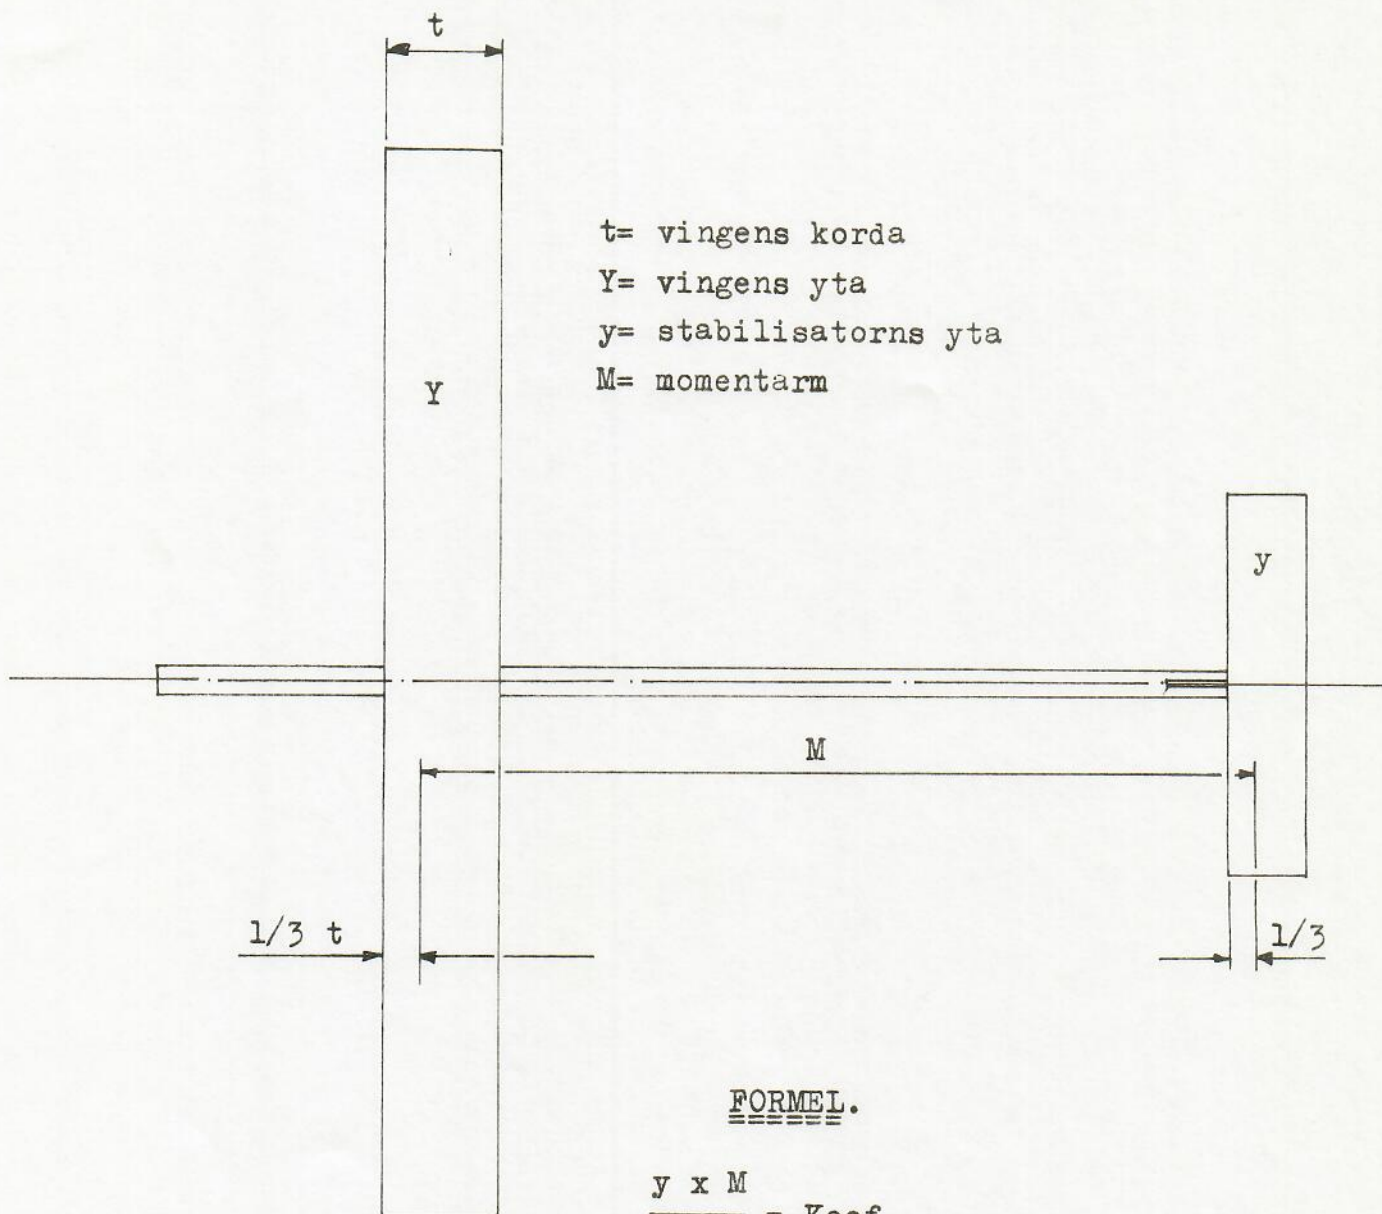 t
t= vingens korda
Y= vingens yta
y= stabilisatorns yta
M= momentarm
Y
y
M
1/3 t
1/3
FORMEL.
y x M
= Koef